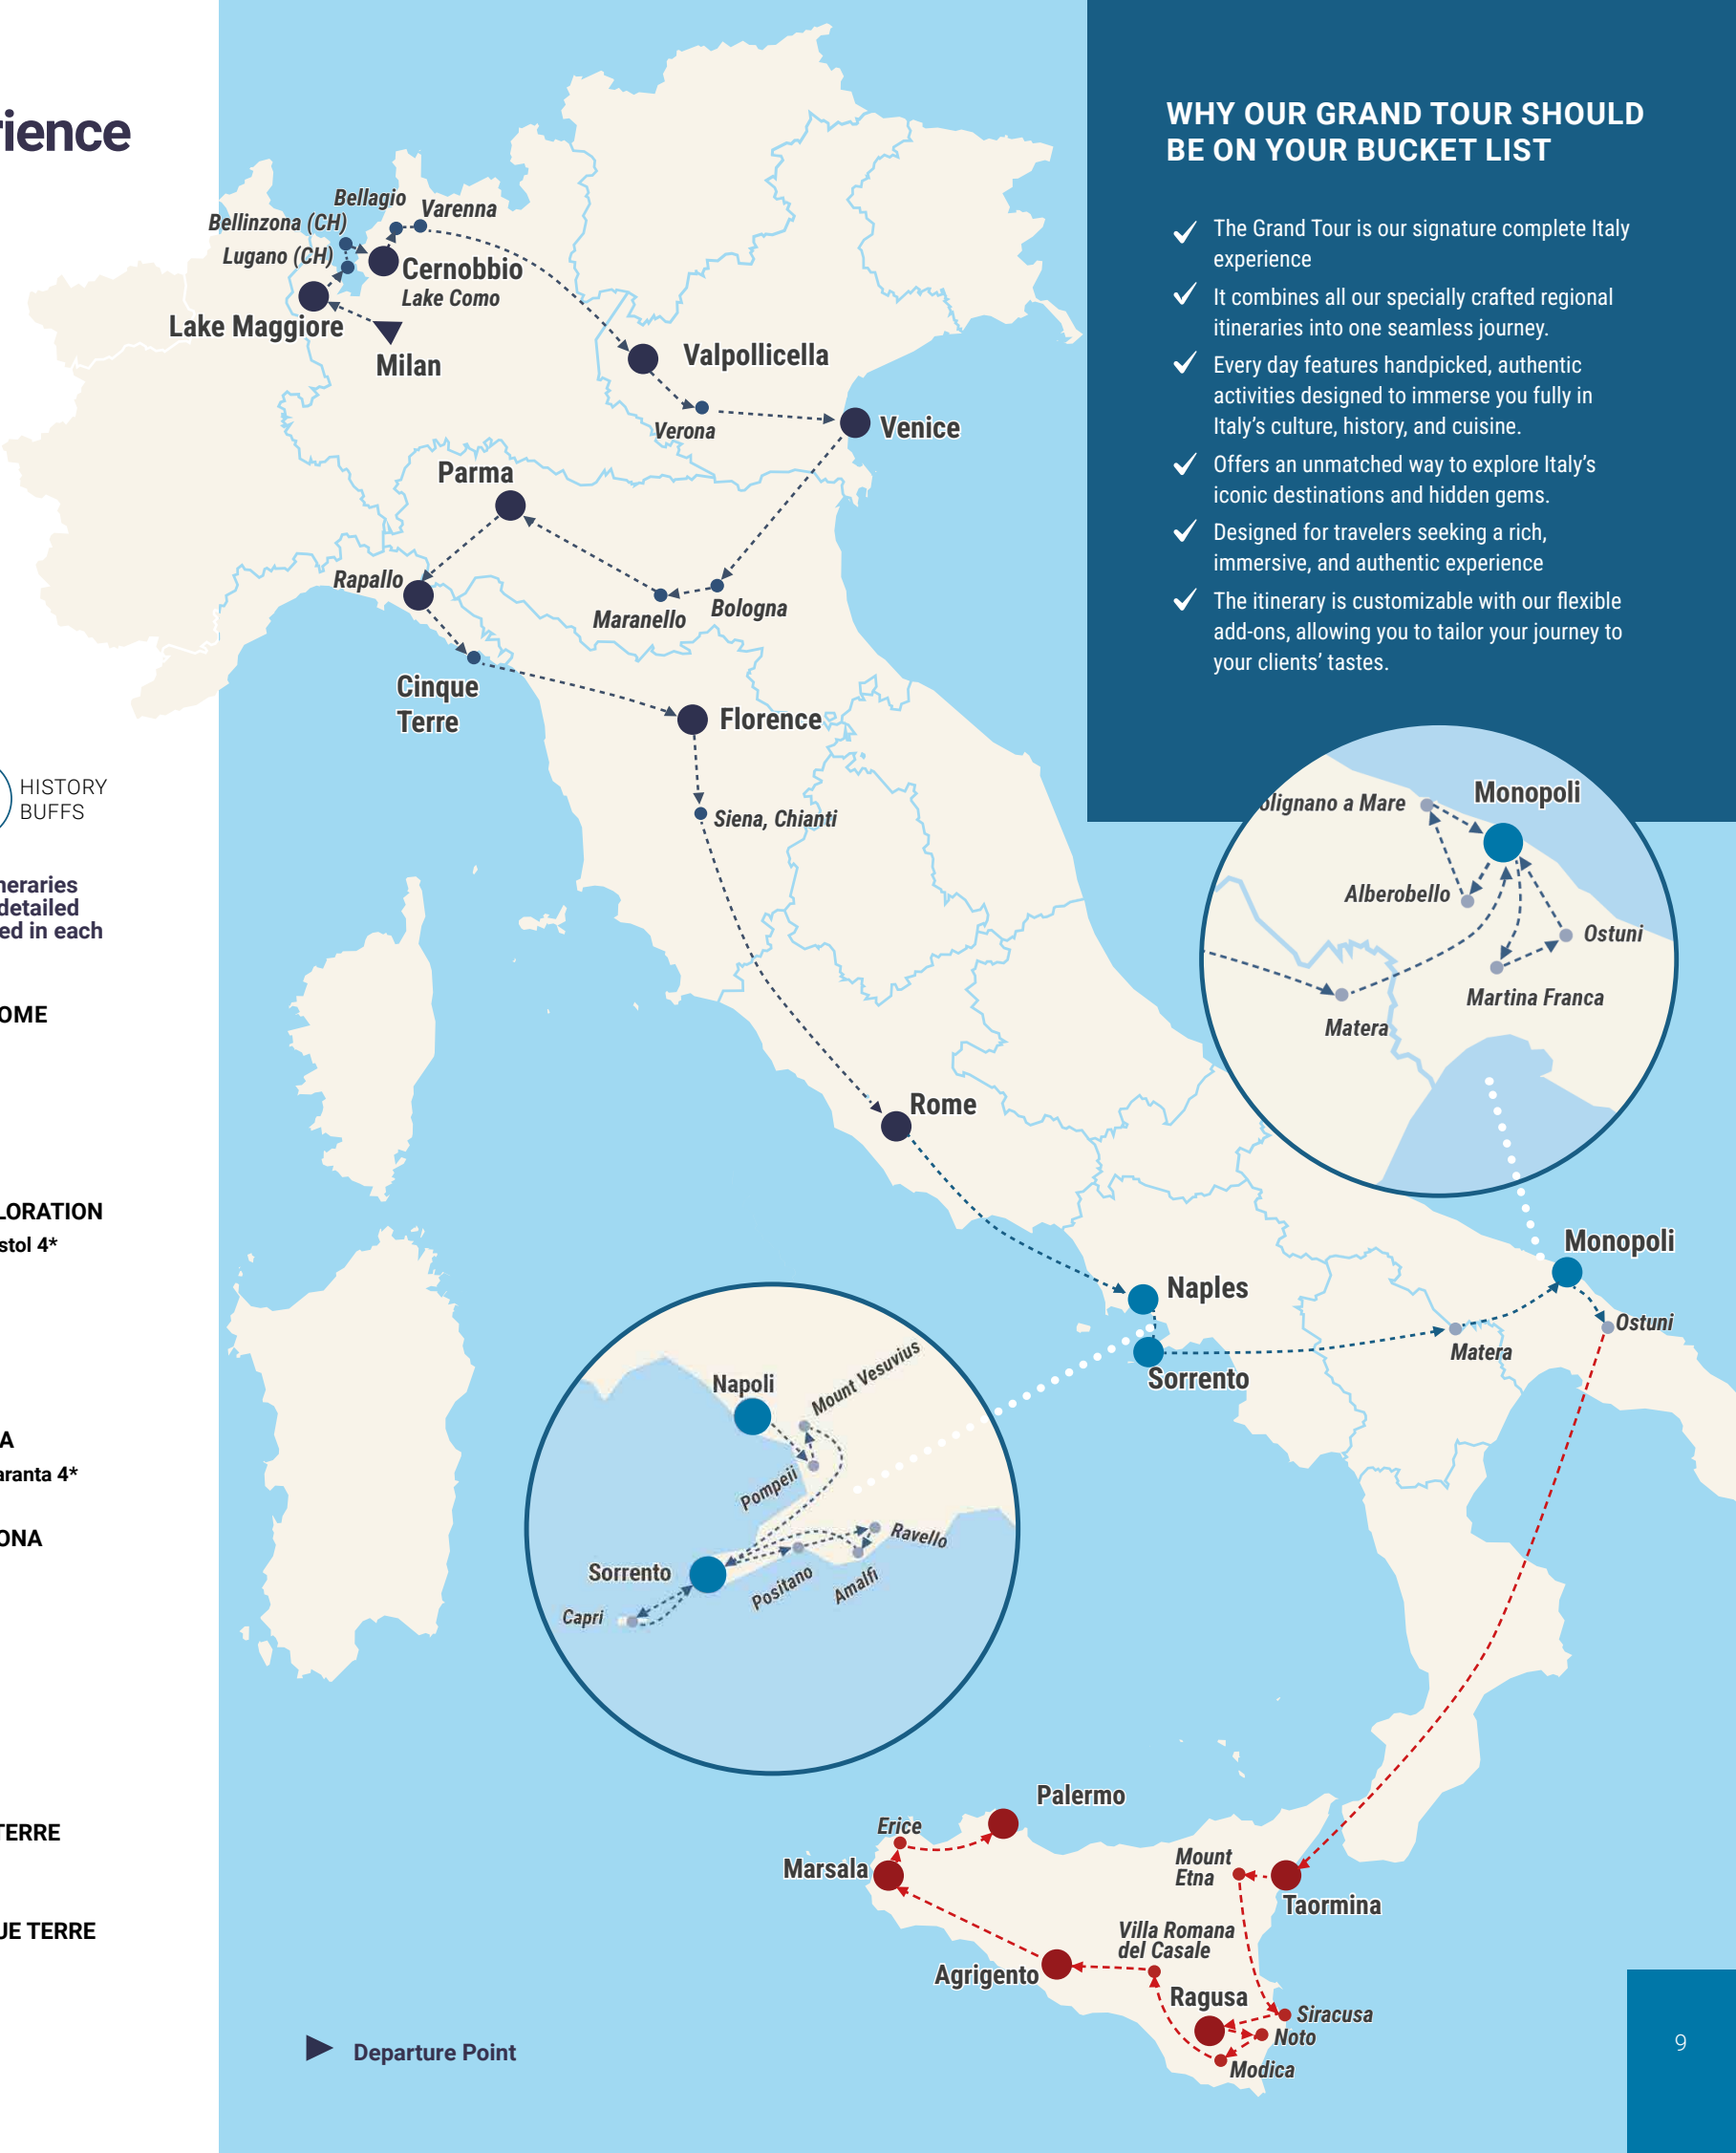 rience
HISTORY
BUFFS
neraries
detailed
ed in each
OME
LORATION
stol 4*
A
aranta 4*
ONA
TERRE
UE TERRE
WHY OUR GRAND TOUR SHOULD
BE ON YOUR BUCKET LIST
The Grand Tour is our signature complete Italy
experience
It combines all our specially crafted regional
itineraries into one seamless journey.
Every day features handpicked, authentic
activities designed to immerse you fully in
Italy’s culture, history, and cuisine.
Offers an unmatched way to explore Italy’s
iconic destinations and hidden gems.
Designed for travelers seeking a rich,
immersive, and authentic experience
The itinerary is customizable with our flexible
add-ons, allowing you to tailor your journey to
your clients’ tastes.
Bellagio
Varenna
Bellinzona (CH)
Lugano (CH)
Cernobbio
Lake Como
Lake Maggiore
Milan
Valpollicella
Verona
Venice
Parma
Rapallo
Maranello
Bologna
Cinque
Terre
Florence
Siena, Chianti
Rome
olignano a Mare
Monopoli
Alberobello
Ostuni
Martina Franca
Matera
Monopoli
Ostuni
Matera
Naples
Sorrento
Napoli
Mount Vesuvius
Pompeii
Ravello
Sorrento
Positano
Amalfi
Capri
Palermo
Erice
Marsala
Mount
Etna
Taormina
Villa Romana
del Casale
Agrigento
Ragusa
Siracusa
Noto
Modica
Departure Point
9